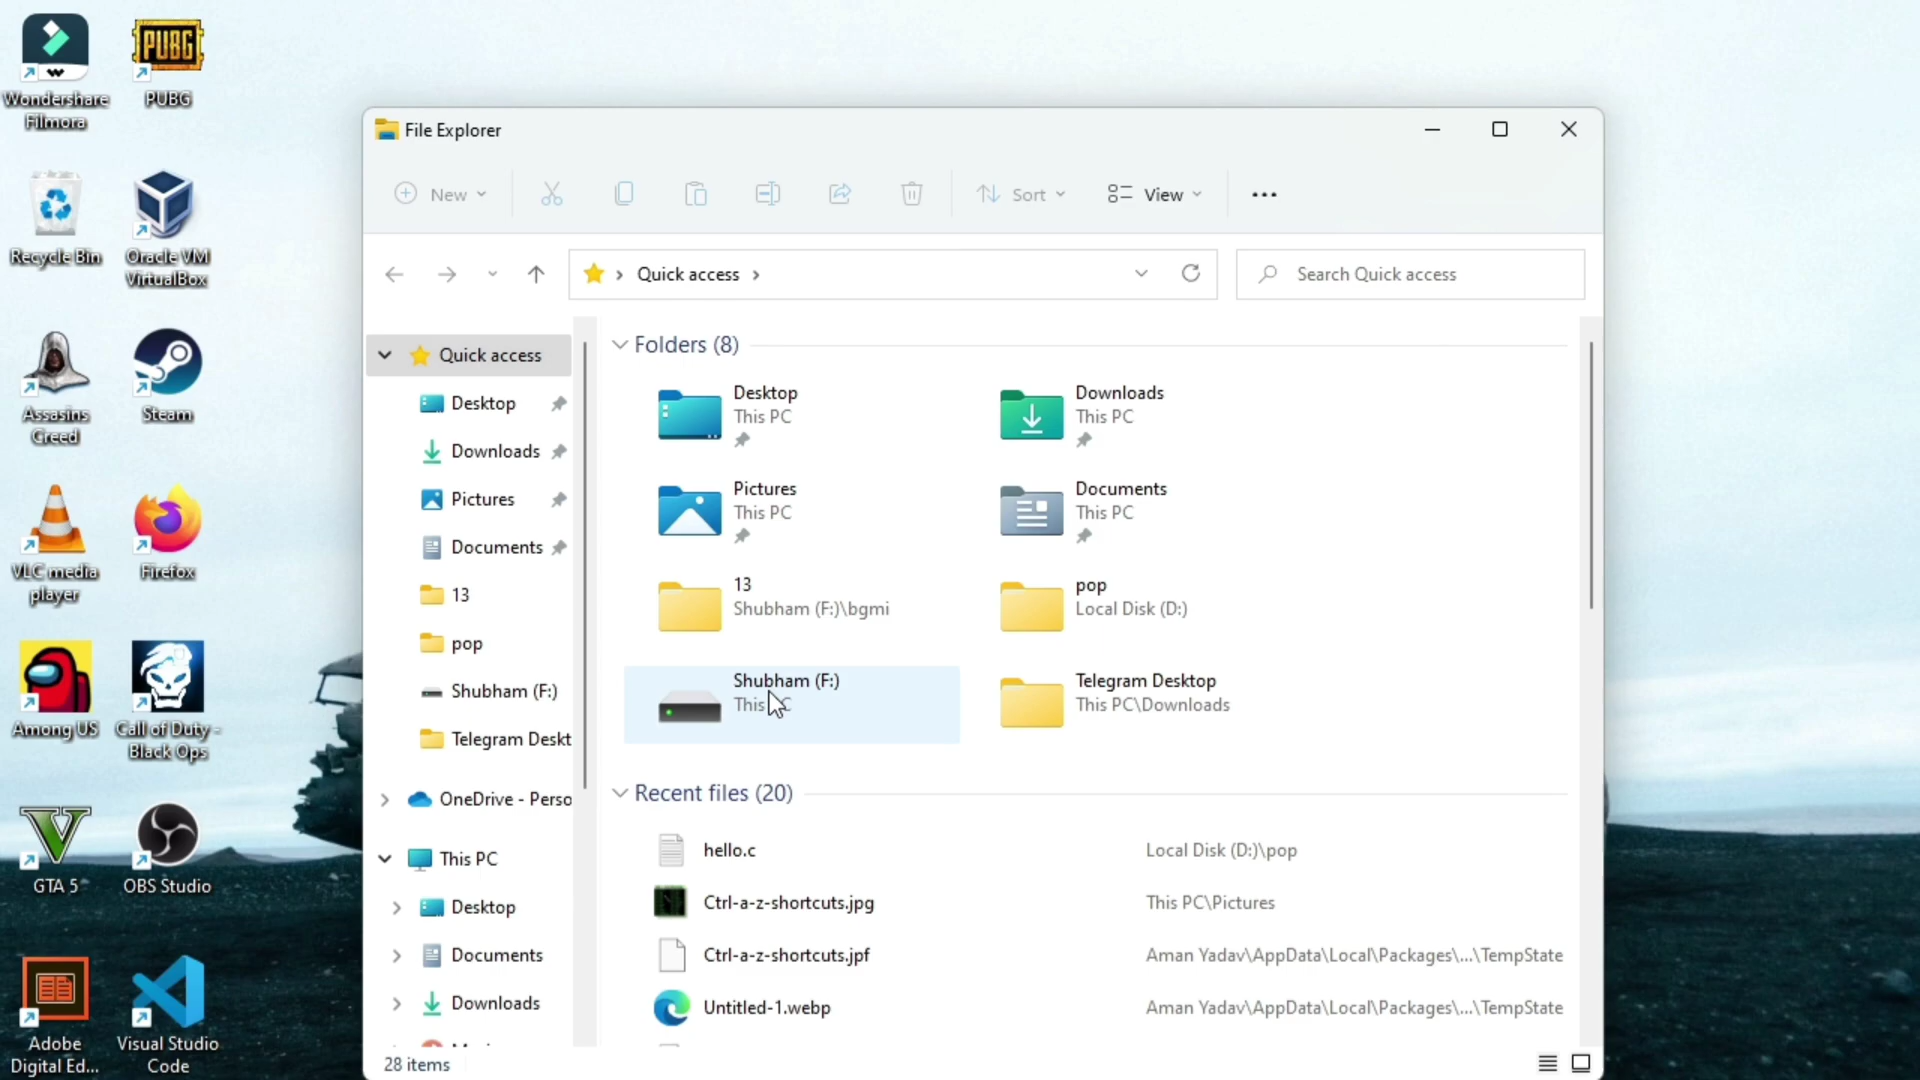 Wondershare
Filmora
PUBG
Recycle Bin
Oracle VM
VirtualBox
Assasins
Creed
Steam
VLC media
player
Firefox
Among US
Call of Duty -
Black Ops
GTA 5
OBS Studio
Adobe
Digital Ed...
Visual Studio
Code
File Explorer
New
Sort
View
Quick access
Search Quick access
Quick access
Desktop
Downloads
Pictures
Documents
13
pop
Shubham (F:)
Telegram Deskt
OneDrive - Perso
This PC
Desktop
Documents
Downloads
Folders (8)
Desktop
This PC
Downloads
This PC
Pictures
This PC
Documents
This PC
13
Shubham (F:)\bgmi
pop
Local Disk (D:)
Shubham (F:)
This PC
Telegram Desktop
This PC\Downloads
Recent files (20)
hello.c Local Disk (D:)\pop
Ctrl-a-z-shortcuts.jpg This PC\Pictures
Ctrl-a-z-shortcuts.jpf Aman Yadav\AppData\Local\Packages\...\TempState
Untitled-1.webp Aman Yadav\AppData\Local\Packages\...\TempState
28 items